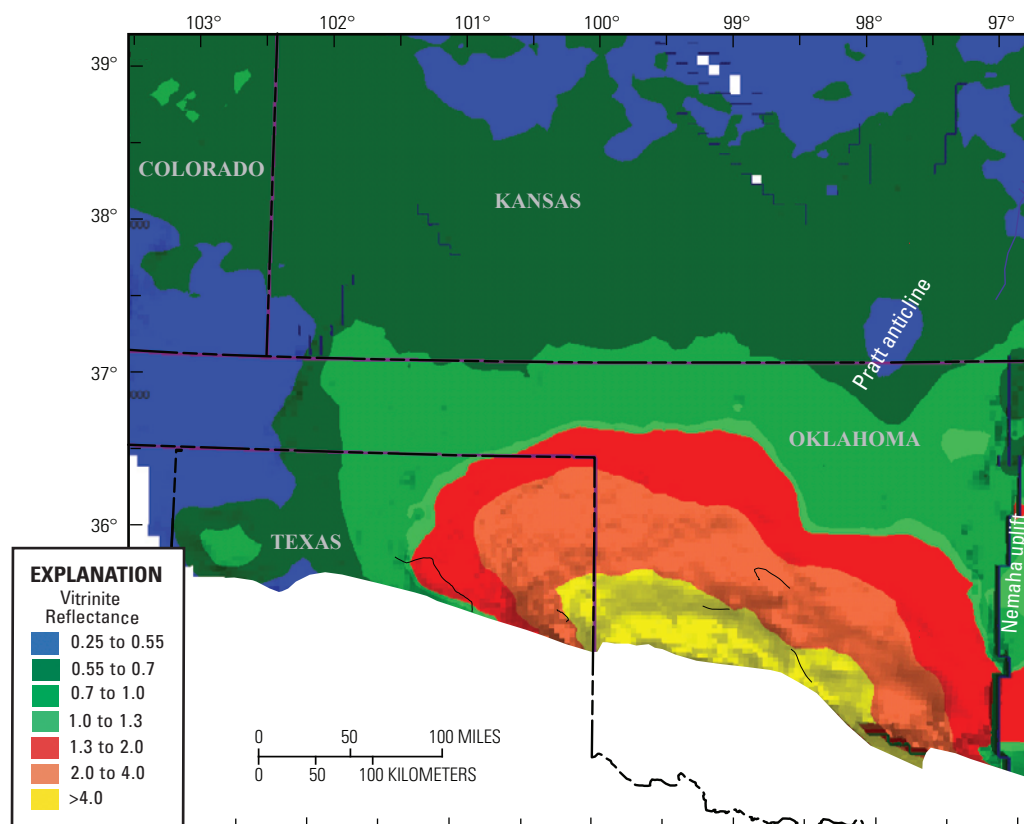 103° 102° 101° 100° 99° 98° 97°
39°
COLORADO
KANSAS
38°
Pratt anticline
37°
OKLAHOMA
36°
TEXAS
Nemaha uplift
EXPLANATION
Vitrinite
Reflectance
0.25 to 0.55
0.55 to 0.7
0.7 to 1.0
1.0 to 1.3
1.3 to 2.0
2.0 to 4.0
>4.0
0 50 100 MILES
0 50 100 KILOMETERS